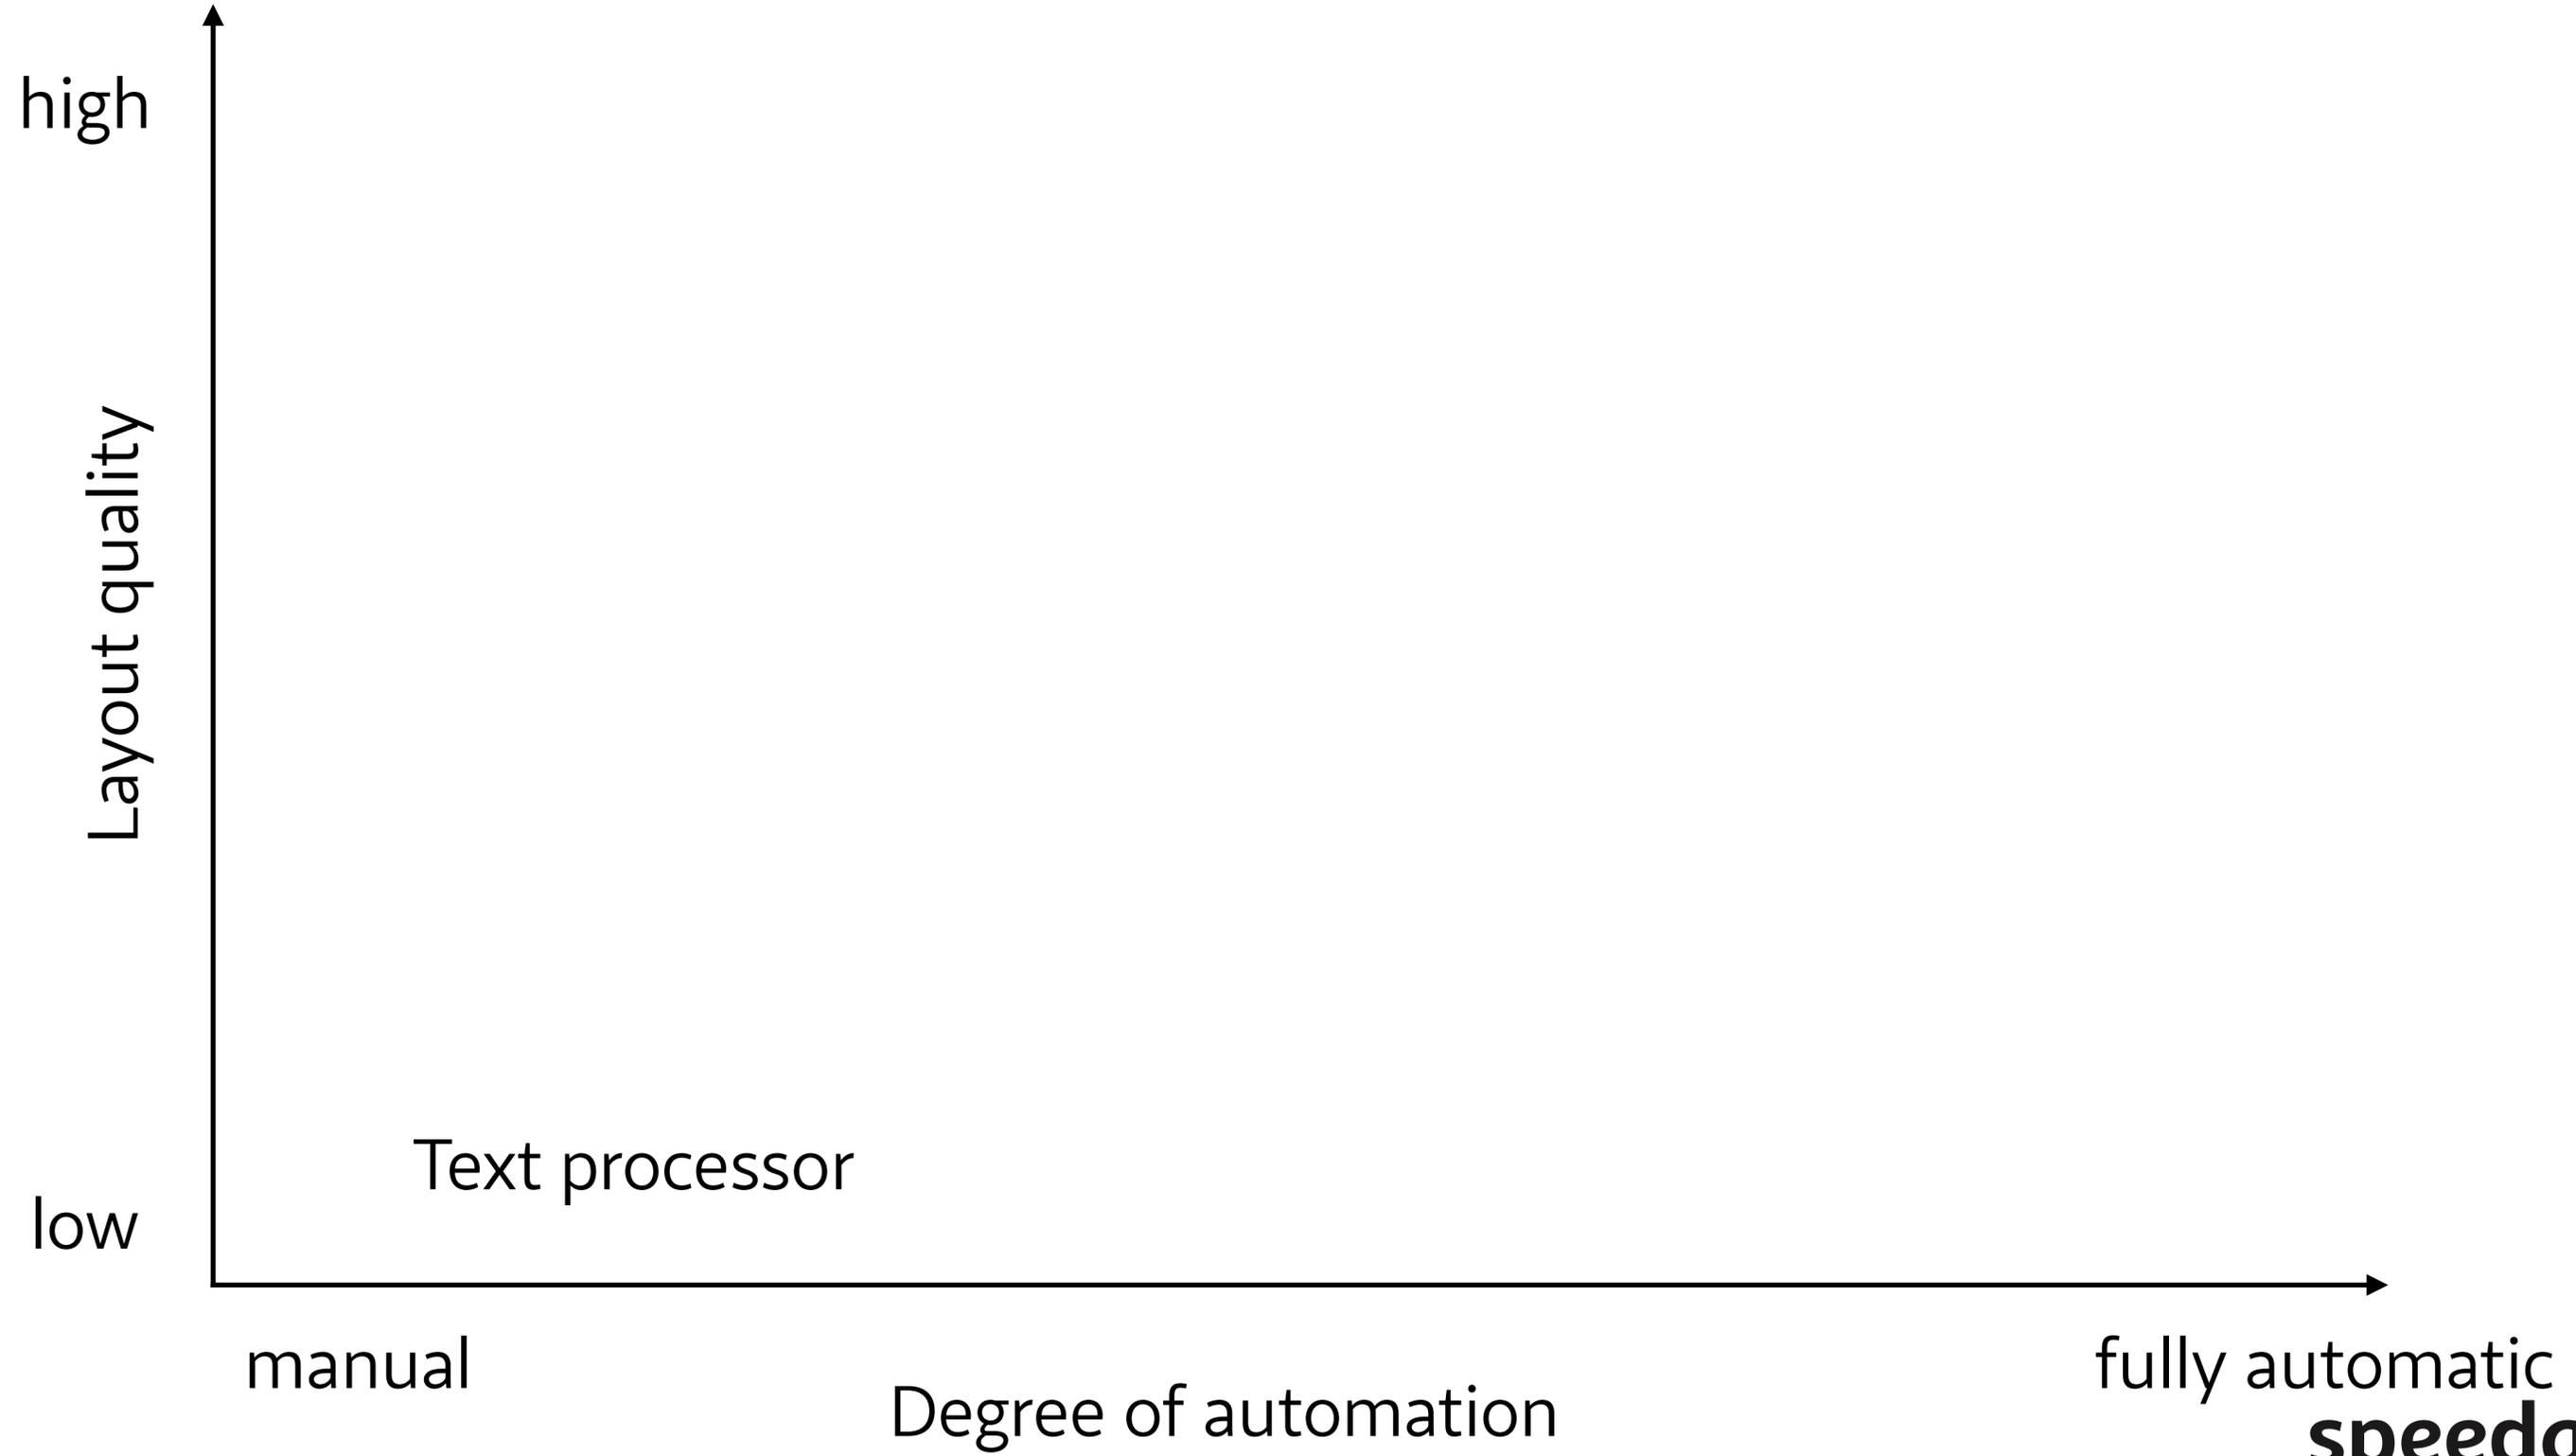 high
Layout quality
Text processor
low
manual
fully automatic
Degree of automation